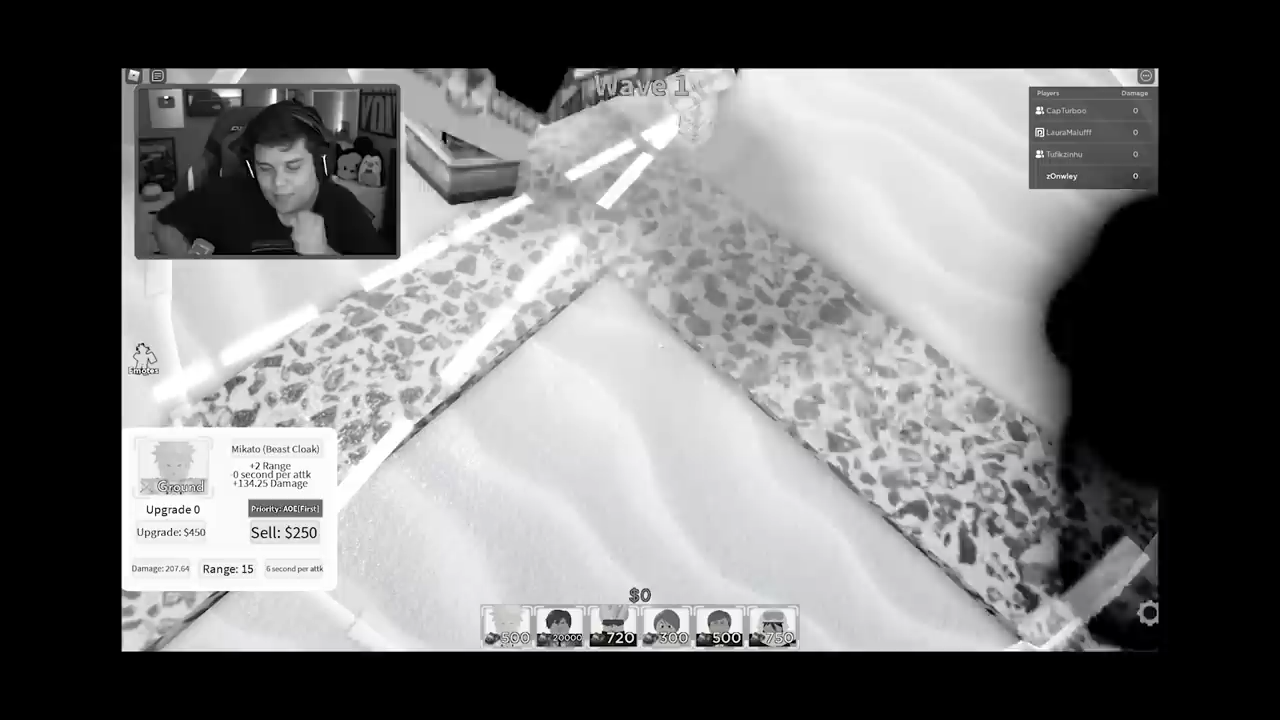 Wave 1
YOU
Players Damage
CapTurboo 0
LauraMalufff 0
Tufikzinhu 0
zOnwley 0
Emotes
Mikato (Beast Cloak)
+2 Range
-0 second per attk
+134.25 Damage
Ground
Upgrade 0
Priority: AOE[First]
Upgrade: $450
Sell: $250
Damage: 207.64
Range: 15
6 second per attk
$0
500
20000
720
300
500
750